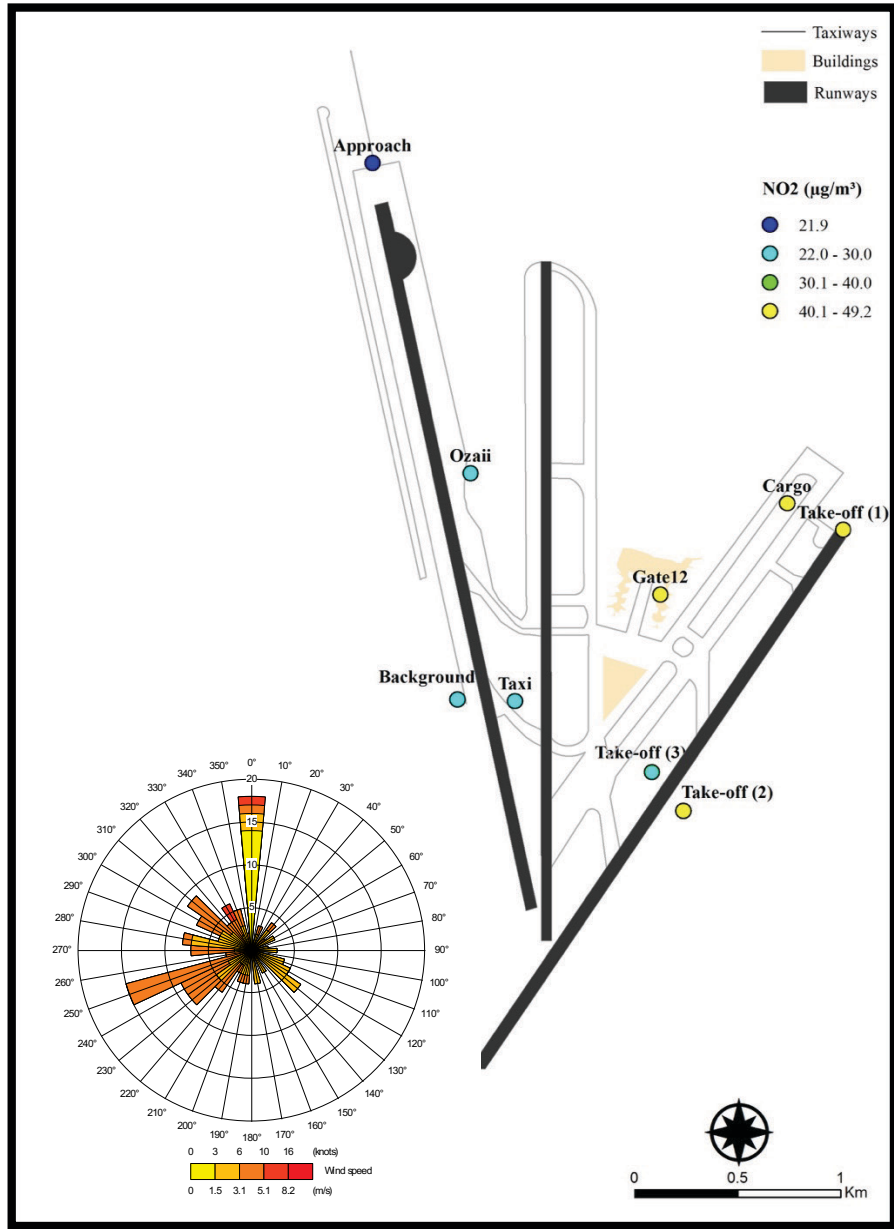 Taxiways
Buildings
Runways
Approach
NO2 (µg/m³)
21.9
22.0 - 30.0
30.1 - 40.0
40.1 - 49.2
Ozaii
Cargo
Take-off (1)
Gate12
Background
Taxi
Take-off (3)
Take-off (2)
0°
10°
20°
30°
40°
50°
60°
70°
80°
90°
100°
110°
120°
130°
140°
150°
160°
170°
180°
190°
200°
210°
220°
230°
240°
250°
260°
270°
280°
290°
300°
310°
320°
330°
340°
350°
20
15
10
5
0 3 6 10 16 (knots)
Wind speed
0 1.5 3.1 5.1 8.2 (m/s)
0 0.5 1
Km